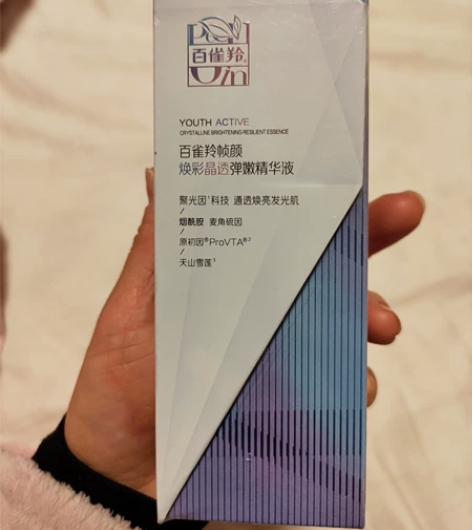 百雀羚®
YOUTH ACTIVE
CRYSTALLINE BRIGHTENING RESILIENT ESSENCE
百雀羚帧颜
焕彩晶透弹嫩精华液
聚光因¹科技 通透焕亮发光肌
/
烟酰胺 麦角硫因
/
原初因®ProVTA®²
/
天山雪莲³